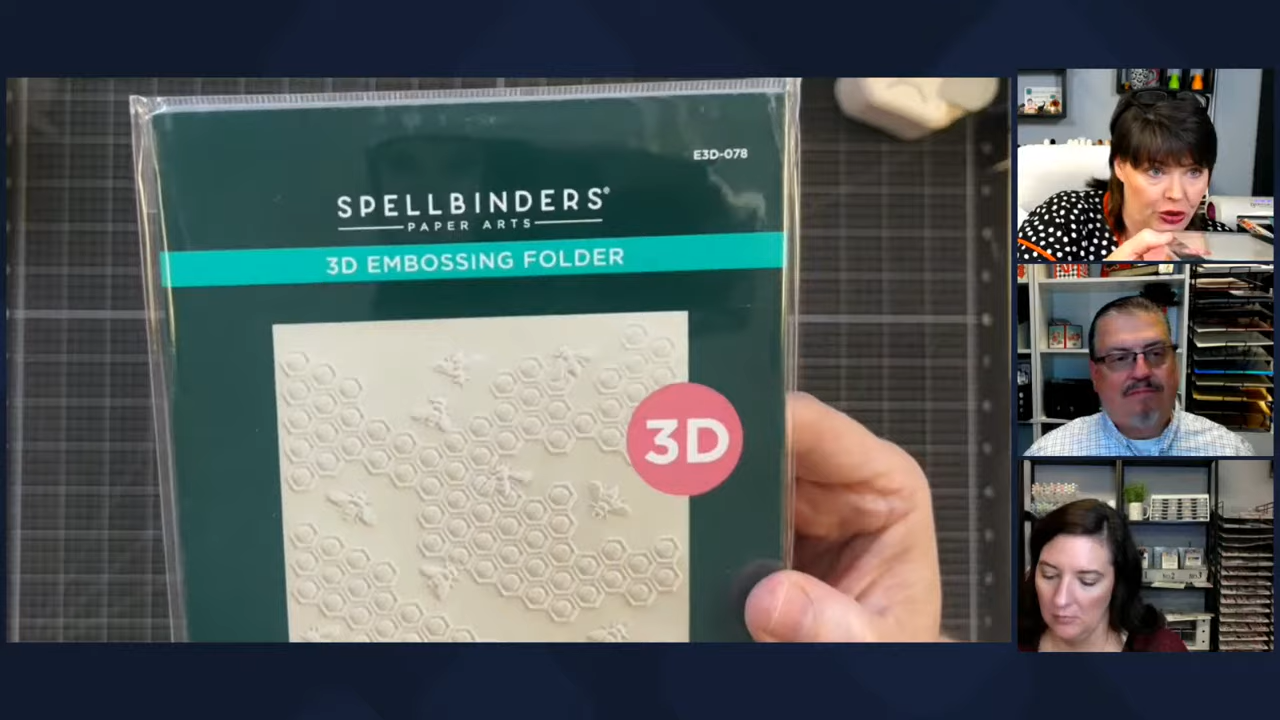 E3D-078
SPELLBINDERS®
PAPER ARTS
3D EMBOSSING FOLDER
3D